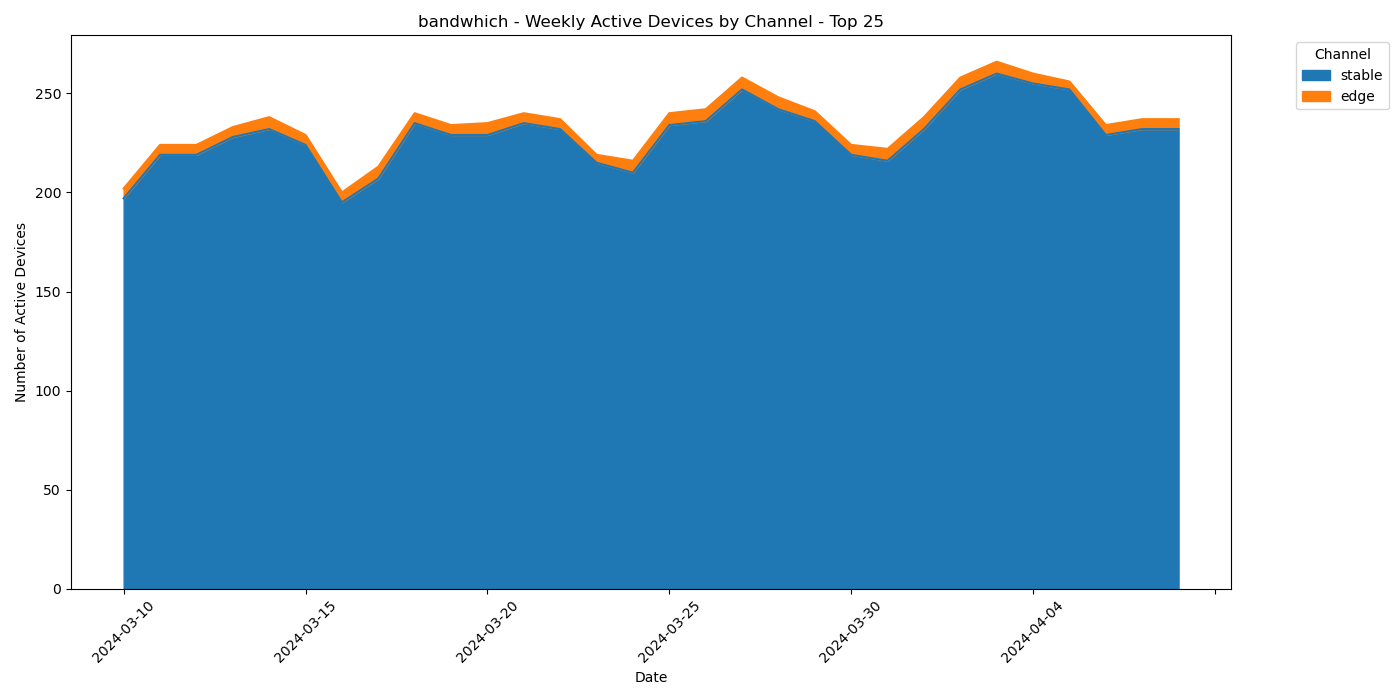 bandwhich - Weekly Active Devices by Channel - Top 25
Channel
stable
edge
Number of Active Devices
250
200
150
100
50
0
2024-03-10
2024-03-15
2024-03-20
2024-03-25
2024-03-30
2024-04-04
Date